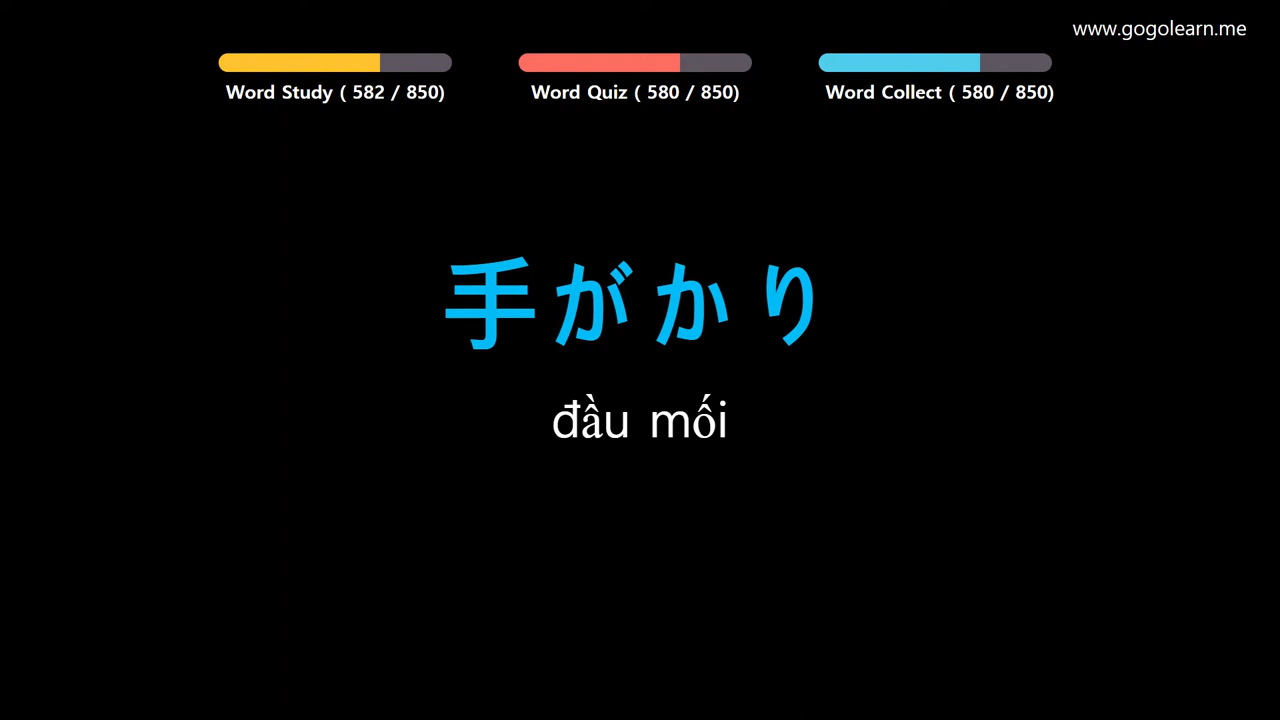 www.gogolearn.me
Word Study ( 582 / 850)
Word Quiz ( 580 / 850)
Word Collect ( 580 / 850)
手がかり
đầu mối